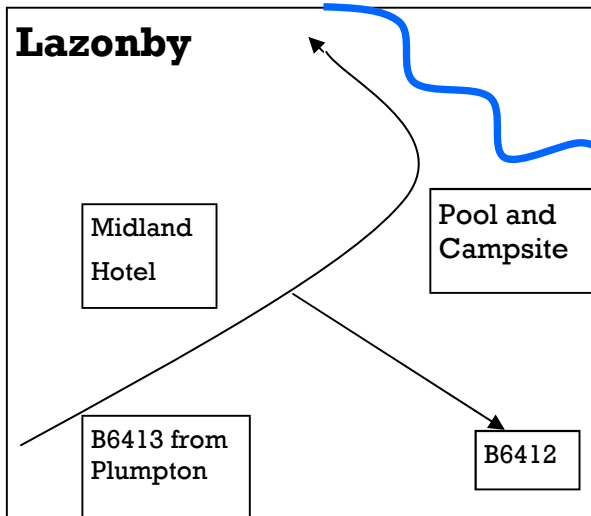 Lazonby
Midland
Hotel
Pool and
Campsite
B6413 from
Plumpton
B6412